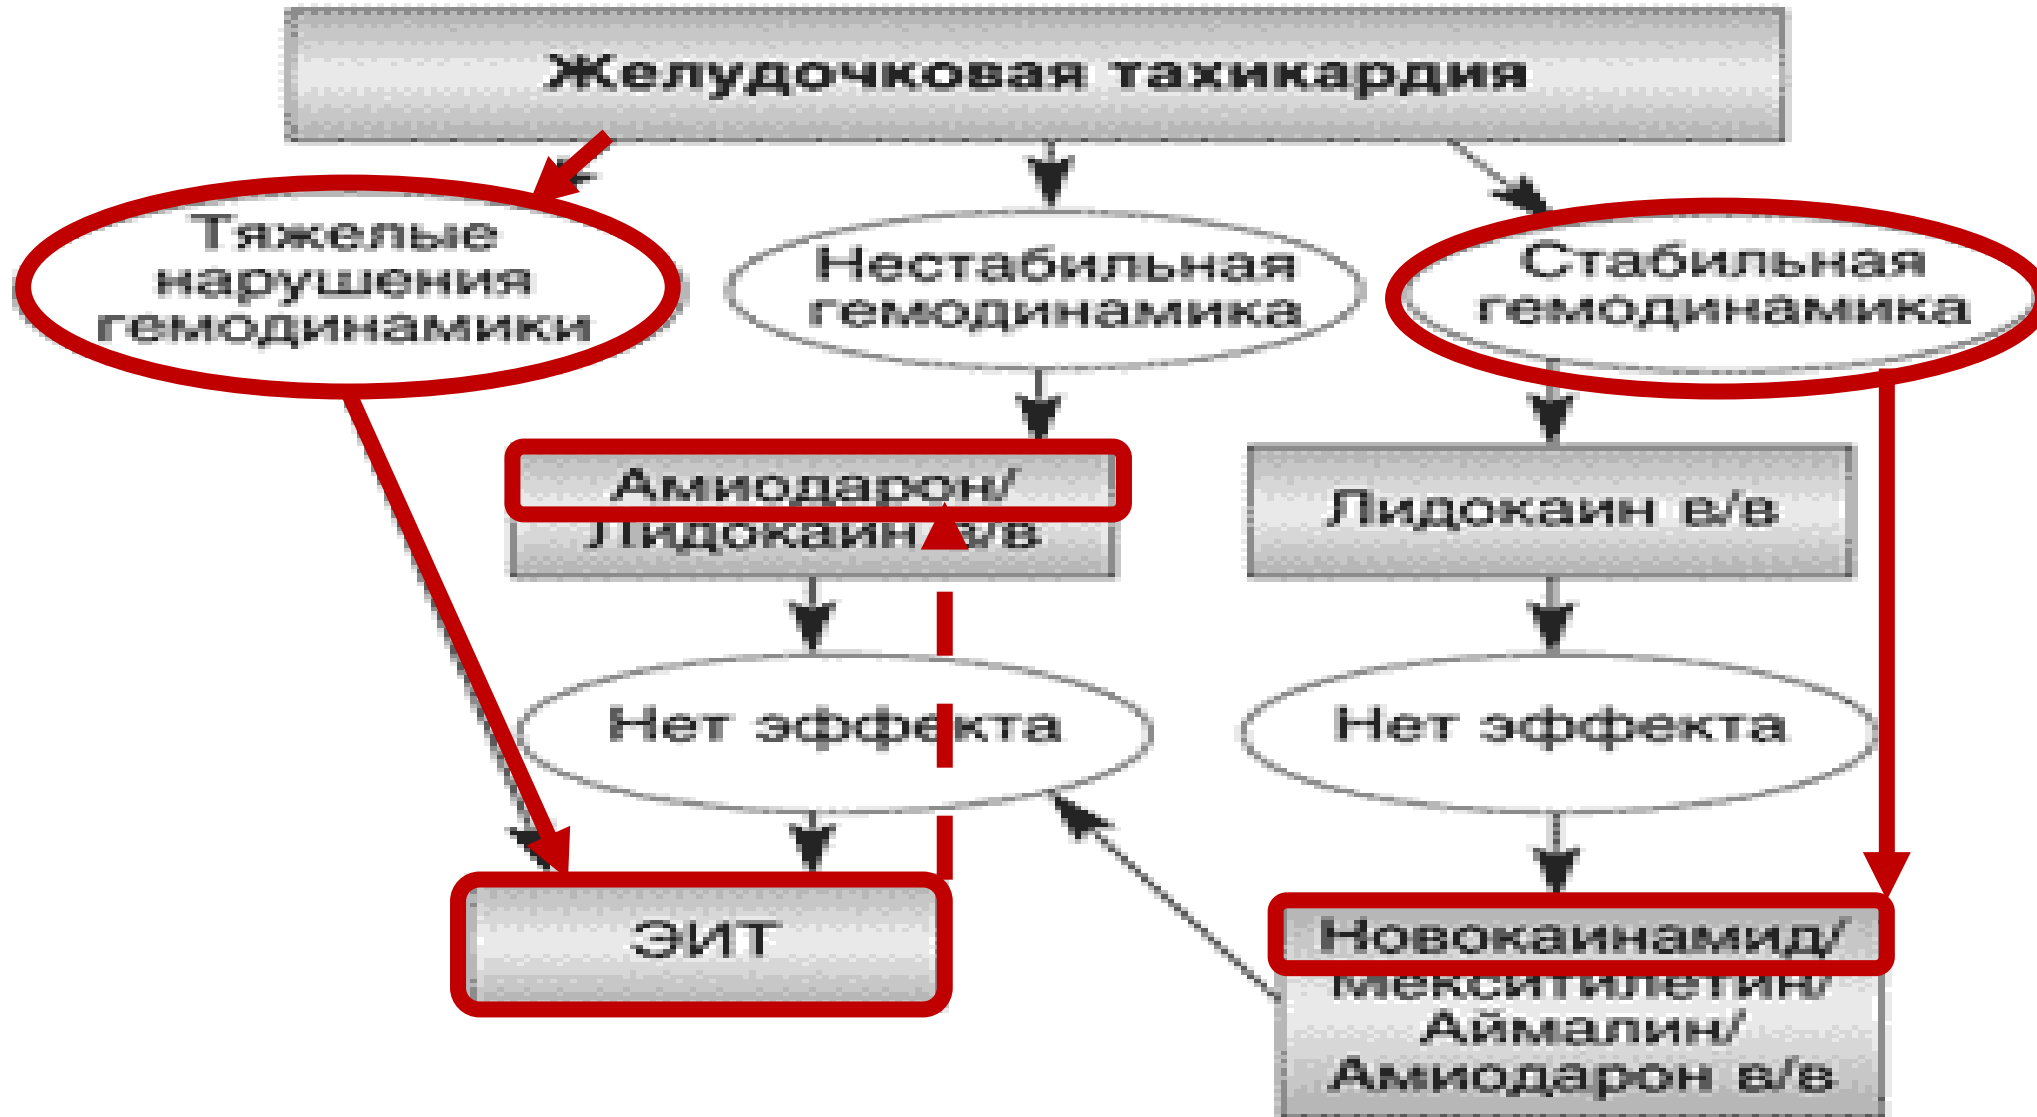 Желудочковая тахикардия
Тяжелые
нарушения
гемодинамики
Нестабильная
гемодинамика
Стабильная
гемодинамика
Амиодарон/
Лидокаин в/в
Лидокаин в/в
Нет эффекта
Нет эффекта
ЭИТ
Новокаинамид/
Мекситилетин/
Аймалин/
Амиодарон в/в